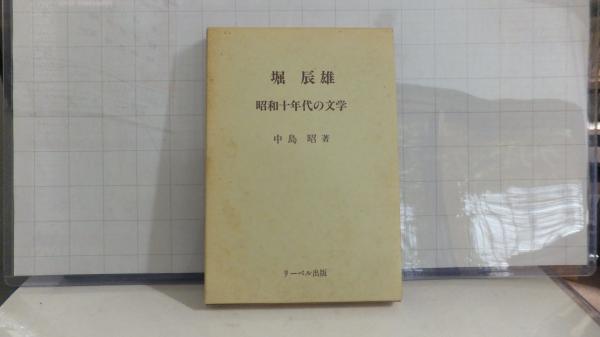 堀 辰雄
昭和十年代の文学
中島 昭 著
リーベル出版